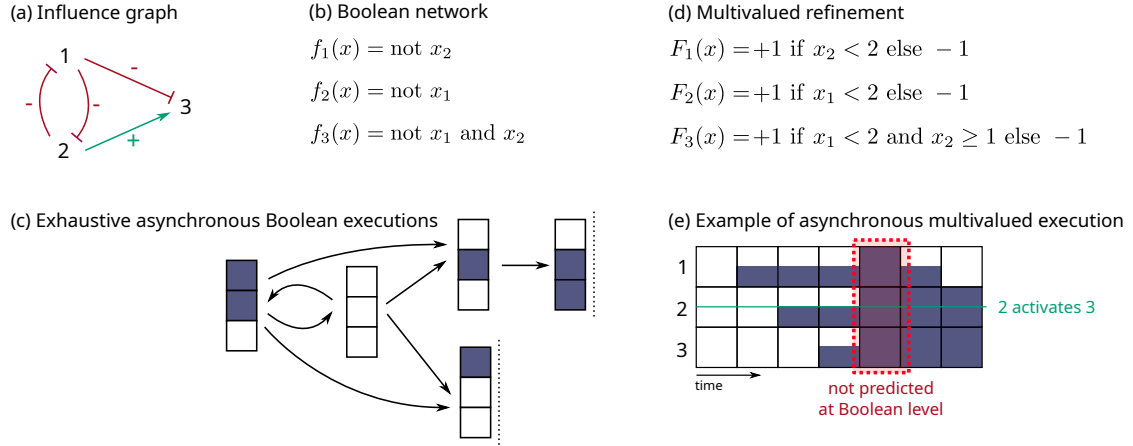 (a) Influence graph
1
-
-
-
3
2
+
(b) Boolean network
f₁(x) = not x₂
f₂(x) = not x₁
f₃(x) = not x₁ and x₂
(d) Multivalued refinement
F₁(x) = +1 if x₂ < 2 else − 1
F₂(x) = +1 if x₁ < 2 else − 1
F₃(x) = +1 if x₁ < 2 and x₂ ≥ 1 else − 1
(c) Exhaustive asynchronous Boolean executions
(e) Example of asynchronous multivalued execution
1
2
2 activates 3
3
time
not predicted
at Boolean level